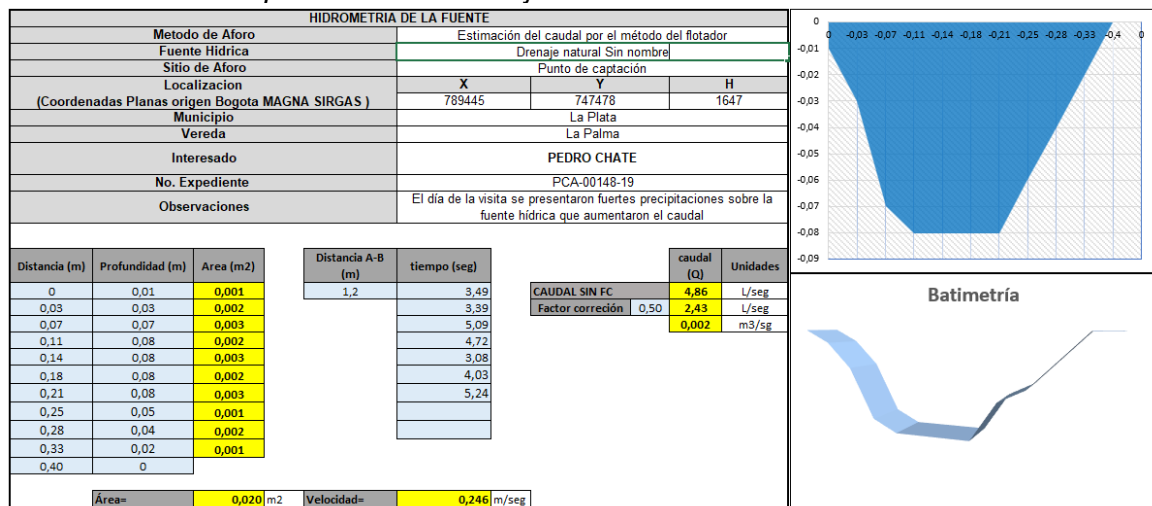 HIDROMETRIA DE LA FUENTE
Metodo de Aforo Estimación del caudal por el método del flotador
Fuente Hidrica Drenaje natural Sin nombre
Sitio de Aforo Punto de captación
Localizacion
(Coordenadas Planas origen Bogota MAGNA SIRGAS )
X Y H
789445 747478 1647
Municipio La Plata
Vereda La Palma
Interesado PEDRO CHATE
No. Expediente PCA-00148-19
Observaciones El día de la visita se presentaron fuertes precipitaciones sobre la
fuente hídrica que aumentaron el caudal
Distancia (m) Profundidad (m) Area (m2)
0 0,01 0,001
0,03 0,03 0,002
0,07 0,07 0,003
0,11 0,08 0,002
0,14 0,08 0,003
0,18 0,08 0,002
0,21 0,08 0,003
0,25 0,05 0,001
0,28 0,04 0,002
0,33 0,02 0,001
0,40 0
Distancia A-B
(m)
tiempo (seg)
1,2 3,49
3,39
5,09
4,72
3,08
4,03
5,24
caudal
(Q)
Unidades
CAUDAL SIN FC 4,86 L/seg
Factor correción 0,50 2,43 L/seg
0,002 m3/sg
Área= 0,020 m2 Velocidad= 0,246 m/seg
0 -0,03 -0,07 -0,11 -0,14 -0,18 -0,21 -0,25 -0,28 -0,33 -0,4 0
0
-0,01
-0,02
-0,03
-0,04
-0,05
-0,06
-0,07
-0,08
-0,09
Batimetría